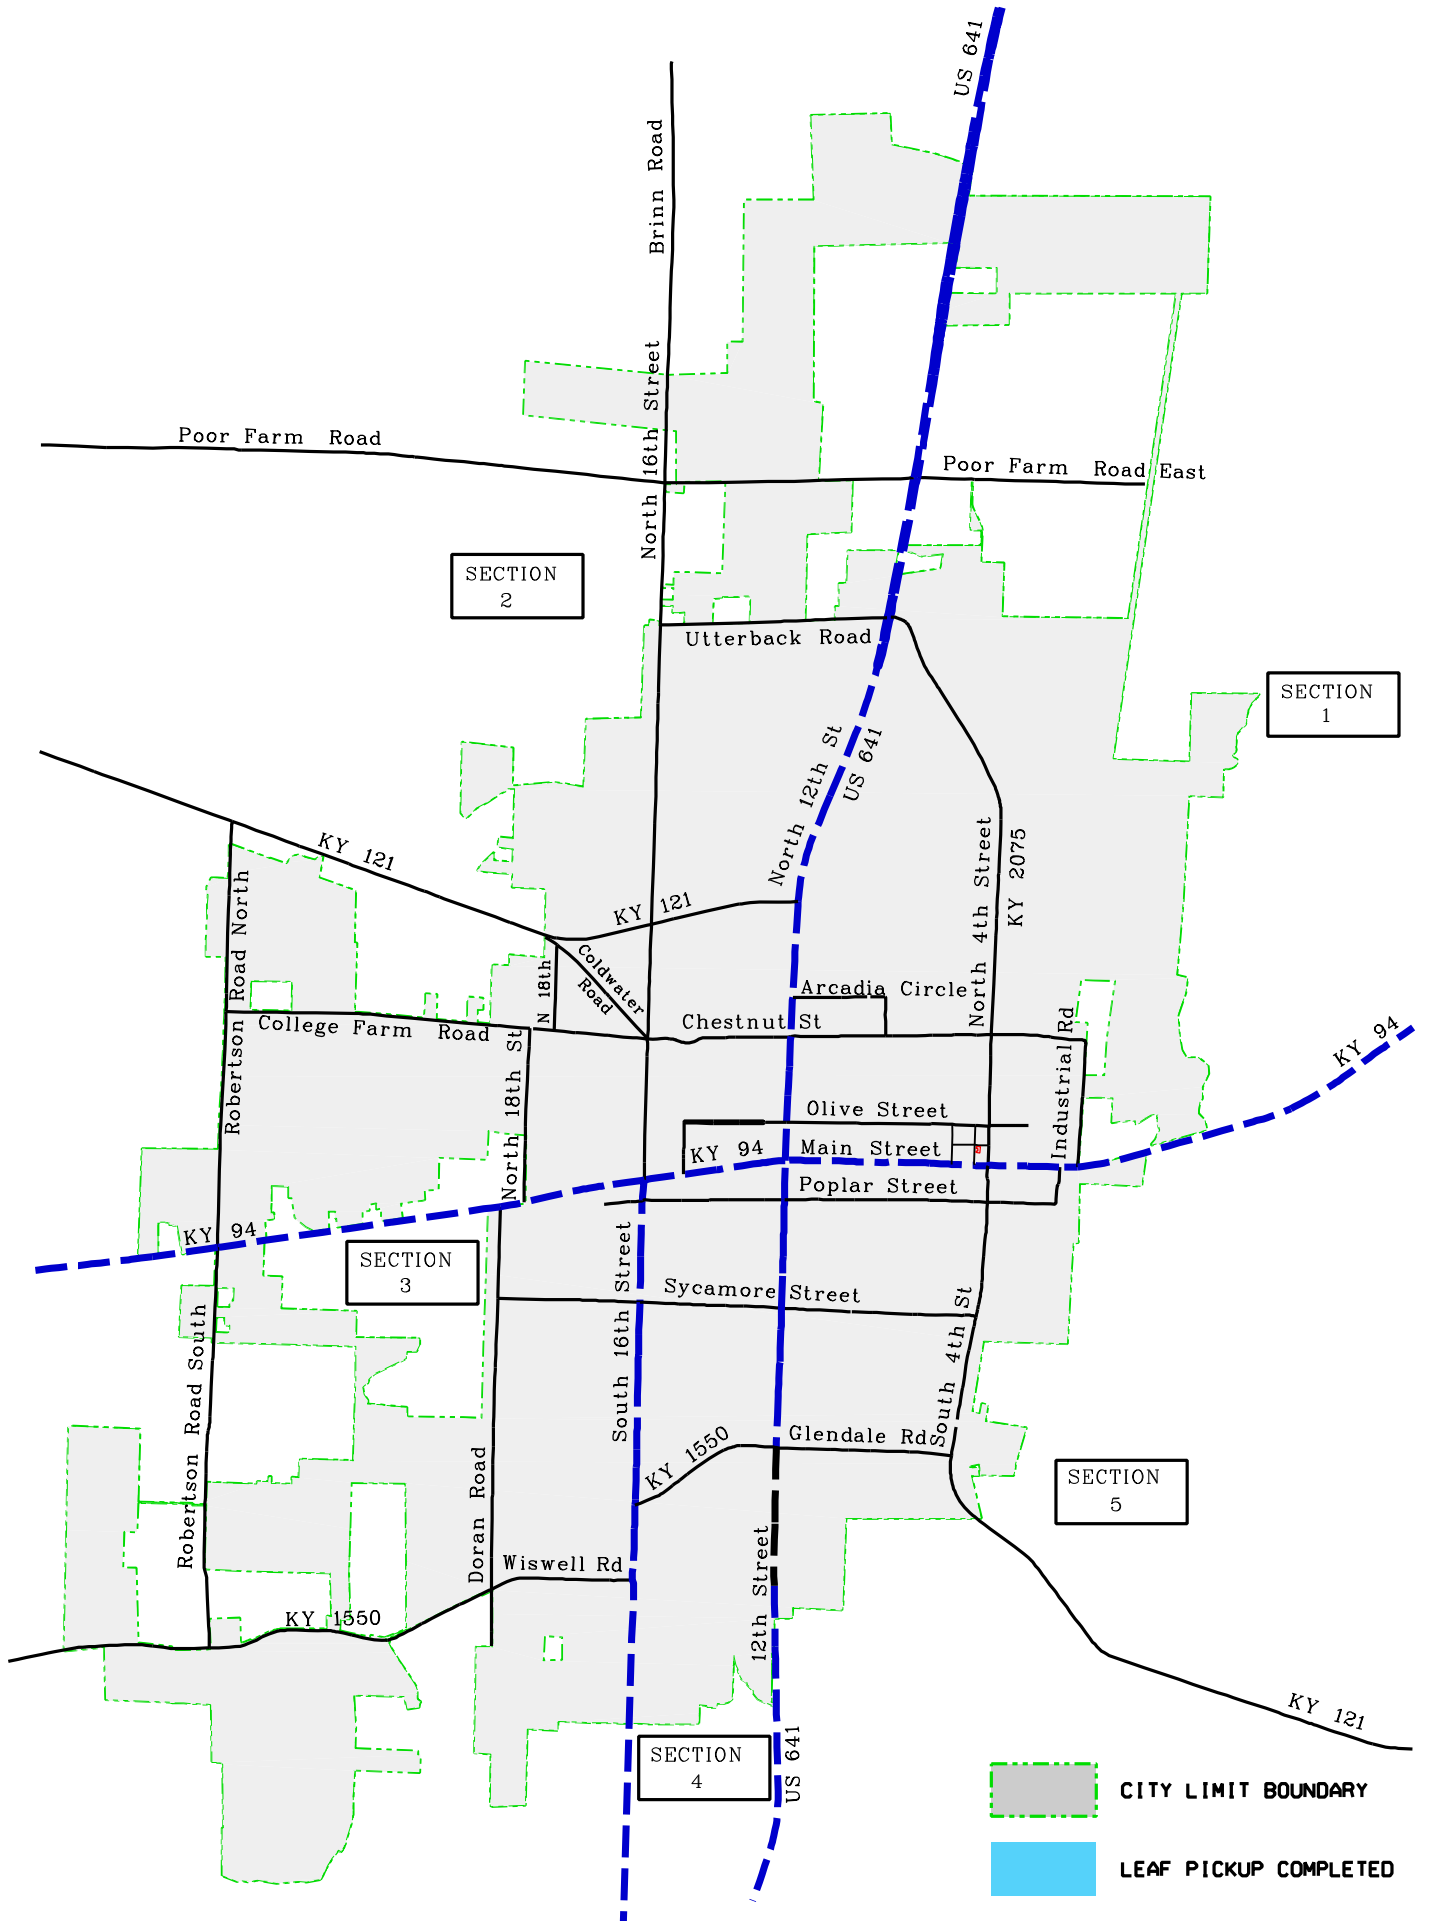 US 641
Brinn Road
North 16th Street
Poor Farm Road
Poor Farm Road East
SECTION
2
Utterback Road
SECTION
1
North 12th St
US 641
KY 121
North 4th Street
KY 2075
Road North
Robertson
KY 121
Coldwater
Road
N 18th
Arcadia Circle
College Farm Road
Chestnut St
North 18th St
Industrial Rd
KY 94
Olive Street
KY 94
Main Street
Poplar Street
KY 94
SECTION
3
South 16th Street
Sycamore Street
South 4th St
Robertson Road South
KY 1550
Glendale Rd
Doran Road
SECTION
5
12th Street
Wiswell Rd
KY 1550
KY 121
SECTION
4
US 641
CITY LIMIT BOUNDARY
LEAF PICKUP COMPLETED